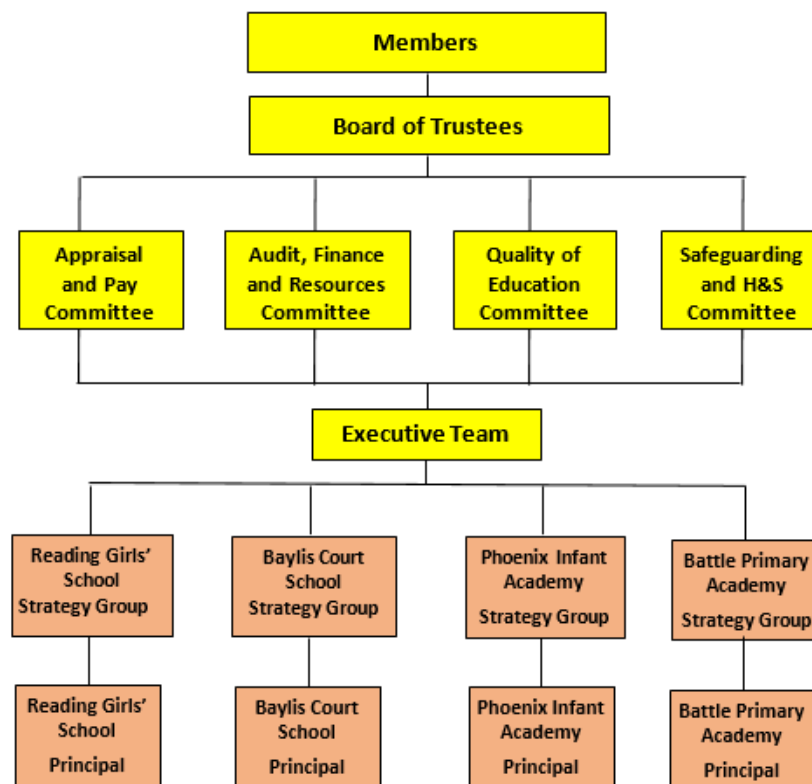 Members
Board of Trustees
Appraisal
and Pay
Committee
Audit, Finance
and Resources
Committee
Quality of
Education
Committee
Safeguarding
and H&S
Committee
Executive Team
Reading Girls’
School
Strategy Group
Baylis Court
School
Strategy Group
Phoenix Infant
Academy
Strategy Group
Battle Primary
Academy
Strategy Group
Reading Girls’
School
Principal
Baylis Court
School
Principal
Phoenix Infant
Academy
Principal
Battle Primary
Academy
Principal